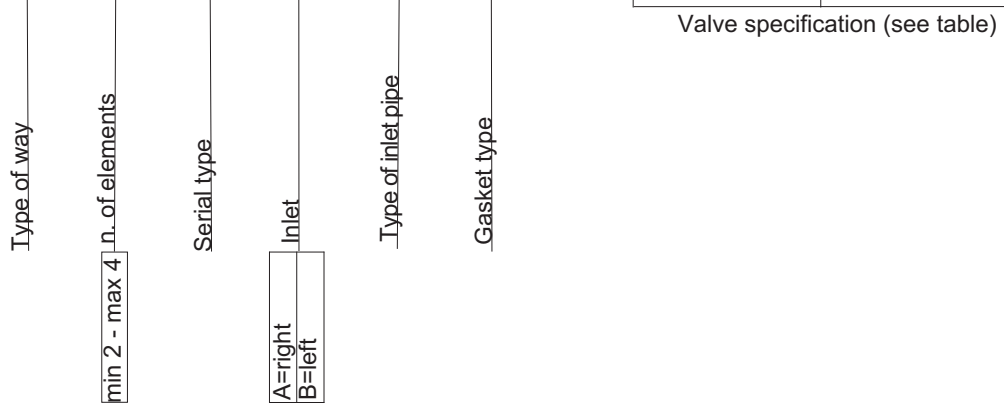 Valve specification (see table)
Type of way
n. of elements
min 2 - max 4
Serial type
Inlet
A=right
B=left
Type of inlet pipe
Gasket type